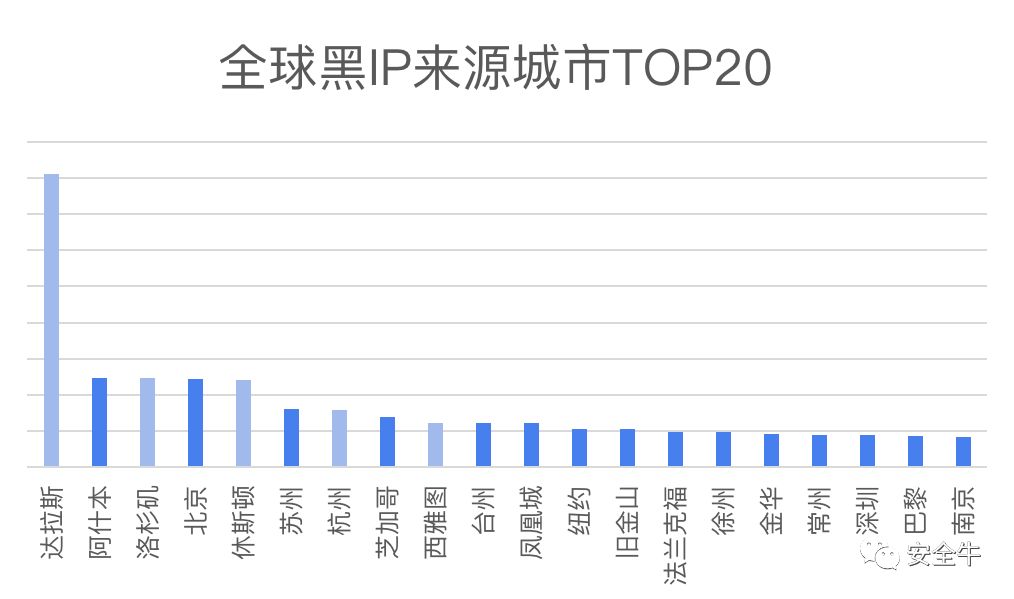 全球黑IP来源城市TOP20
达拉斯
阿什本
洛杉矶
北京
休斯顿
苏州
杭州
芝加哥
西雅图
台州
凤凰城
纽约
旧金山
法兰克福
徐州
金华
常州
深圳
巴黎
南京
安全牛